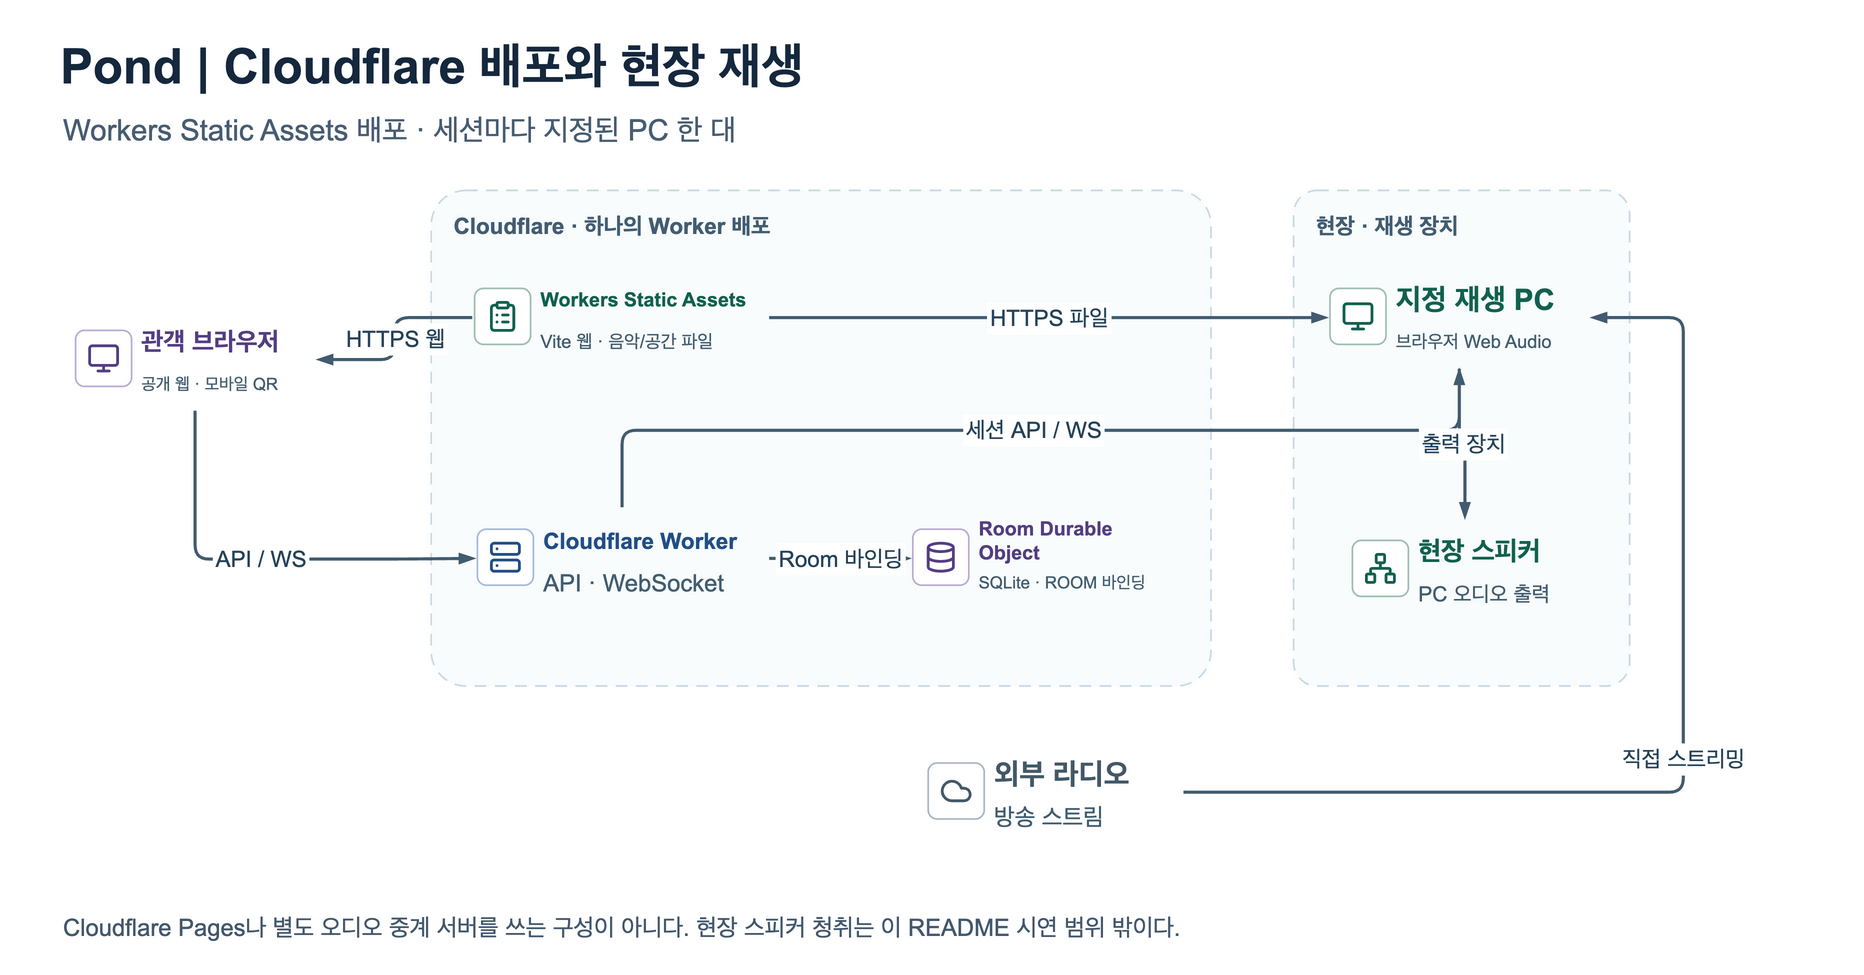 Pond | Cloudflare 배포와 현장 재생
Workers Static Assets 배포 · 세션마다 지정된 PC 한 대
Cloudflare · 하나의 Worker 배포
현장 · 재생 장치
Workers Static Assets
Vite 웹 · 음악/공간 파일
HTTPS 파일
지정 재생 PC
브라우저 Web Audio
HTTPS 웹
관객 브라우저
공개 웹 · 모바일 QR
세션 API / WS
출력 장치
API / WS
Cloudflare Worker
API · WebSocket
Room 바인딩
Room Durable
Object
SQLite · ROOM 바인딩
현장 스피커
PC 오디오 출력
직접 스트리밍
외부 라디오
방송 스트림
Cloudflare Pages나 별도 오디오 중계 서버를 쓰는 구성이 아니다. 현장 스피커 청취는 이 README 시연 범위 밖이다.